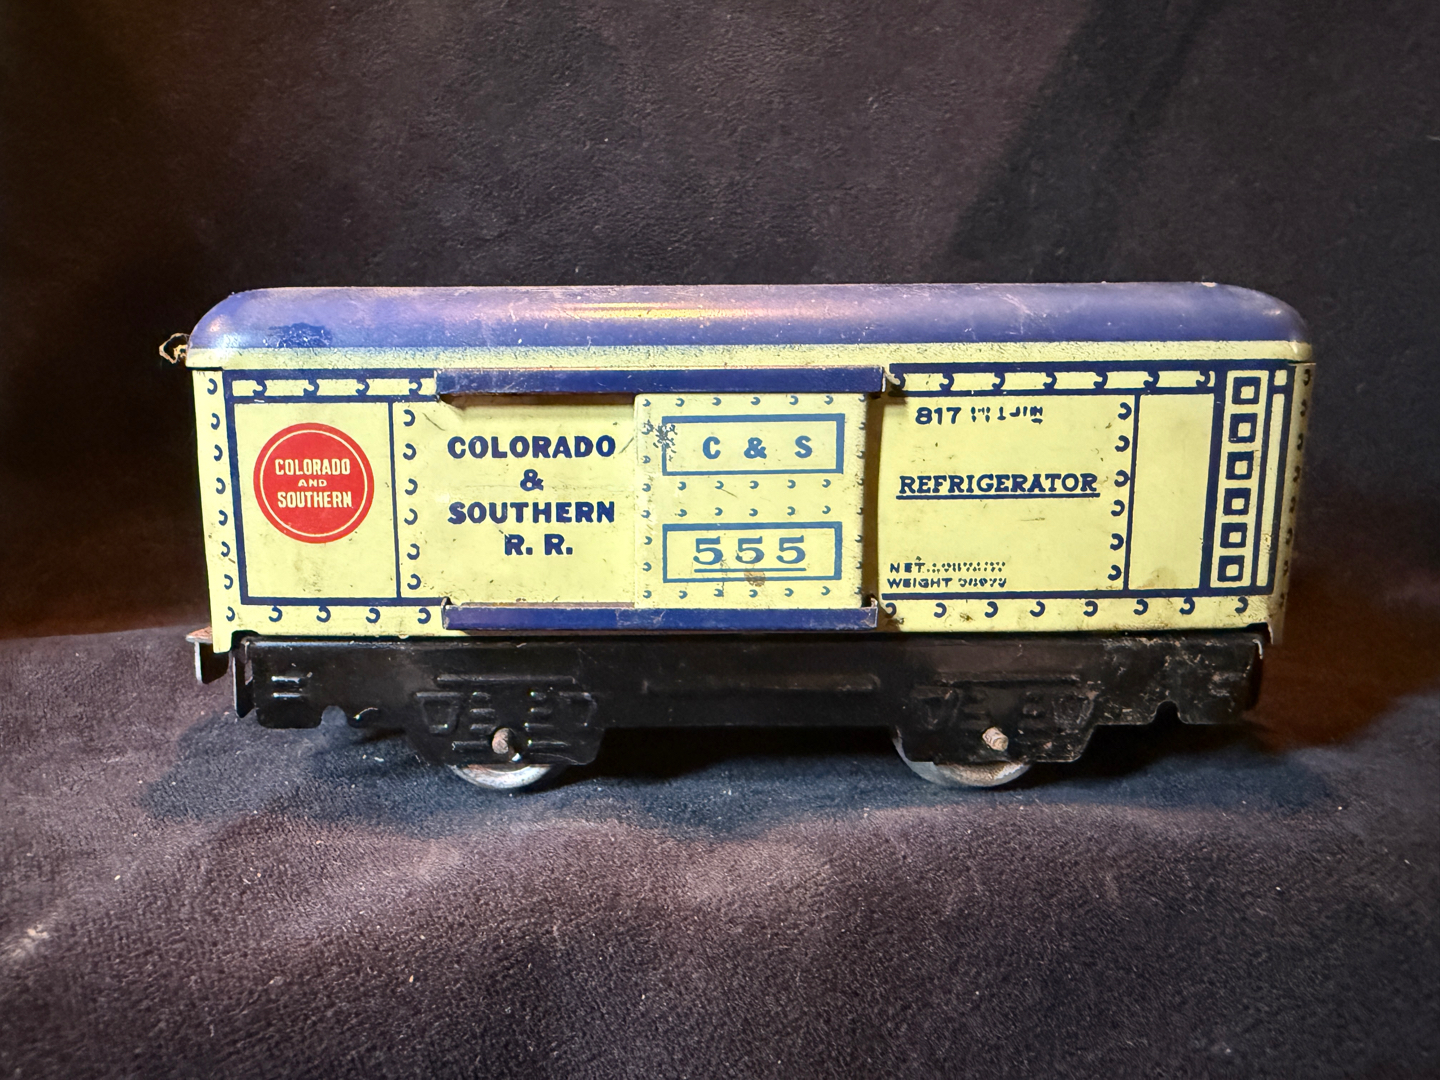 COLORADO
AND
SOUTHERN
COLORADO
&
SOUTHERN
R. R.
C & S
555
817
REFRIGERATOR
NET
WEIGHT